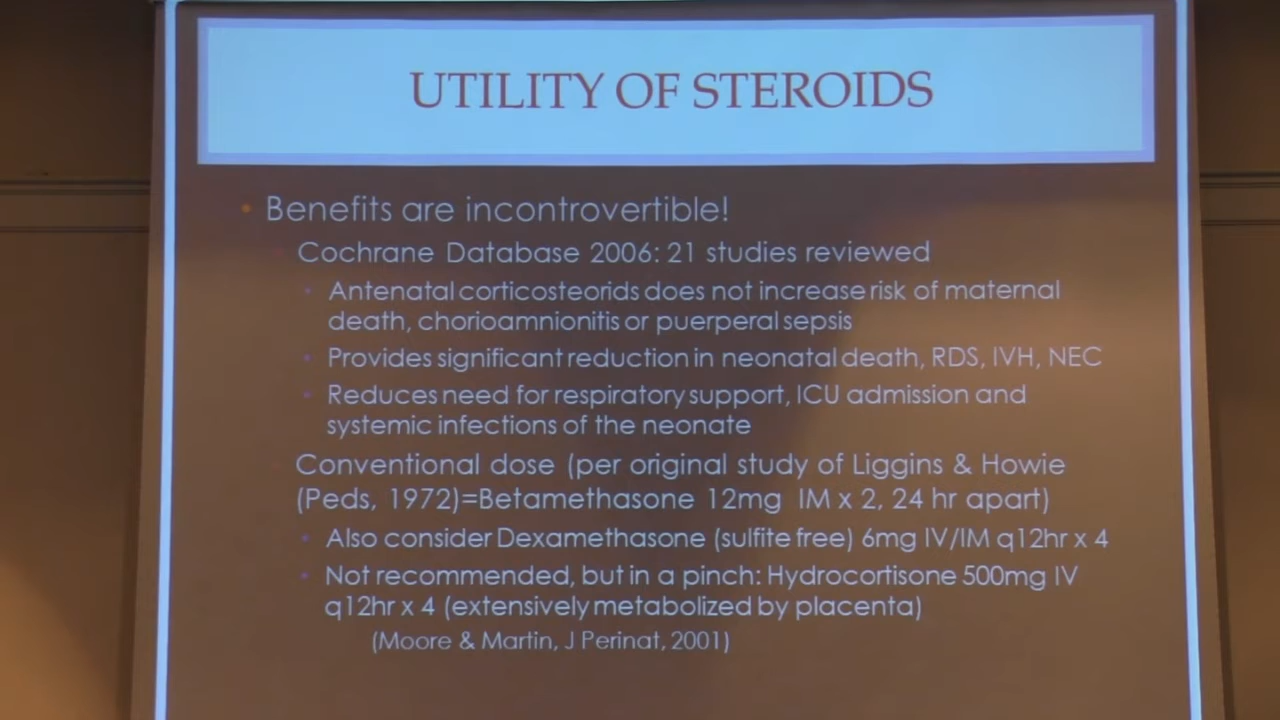 UTILITY OF STEROIDS
• Benefits are incontrovertible!
Cochrane Database 2006: 21 studies reviewed
• Antenatal corticosteorids does not increase risk of maternal
death, chorioamnionitis or puerperal sepsis
• Provides significant reduction in neonatal death, RDS, IVH, NEC
• Reduces need for respiratory support, ICU admission and
systemic infections of the neonate
Conventional dose (per original study of Liggins & Howie
(Peds, 1972)=Betamethasone 12mg IM x 2, 24 hr apart)
• Also consider Dexamethasone (sulfite free) 6mg IV/IM q12hr x 4
• Not recommended, but in a pinch: Hydrocortisone 500mg IV
q12hr x 4 (extensively metabolized by placenta)
(Moore & Martin, J Perinat, 2001)